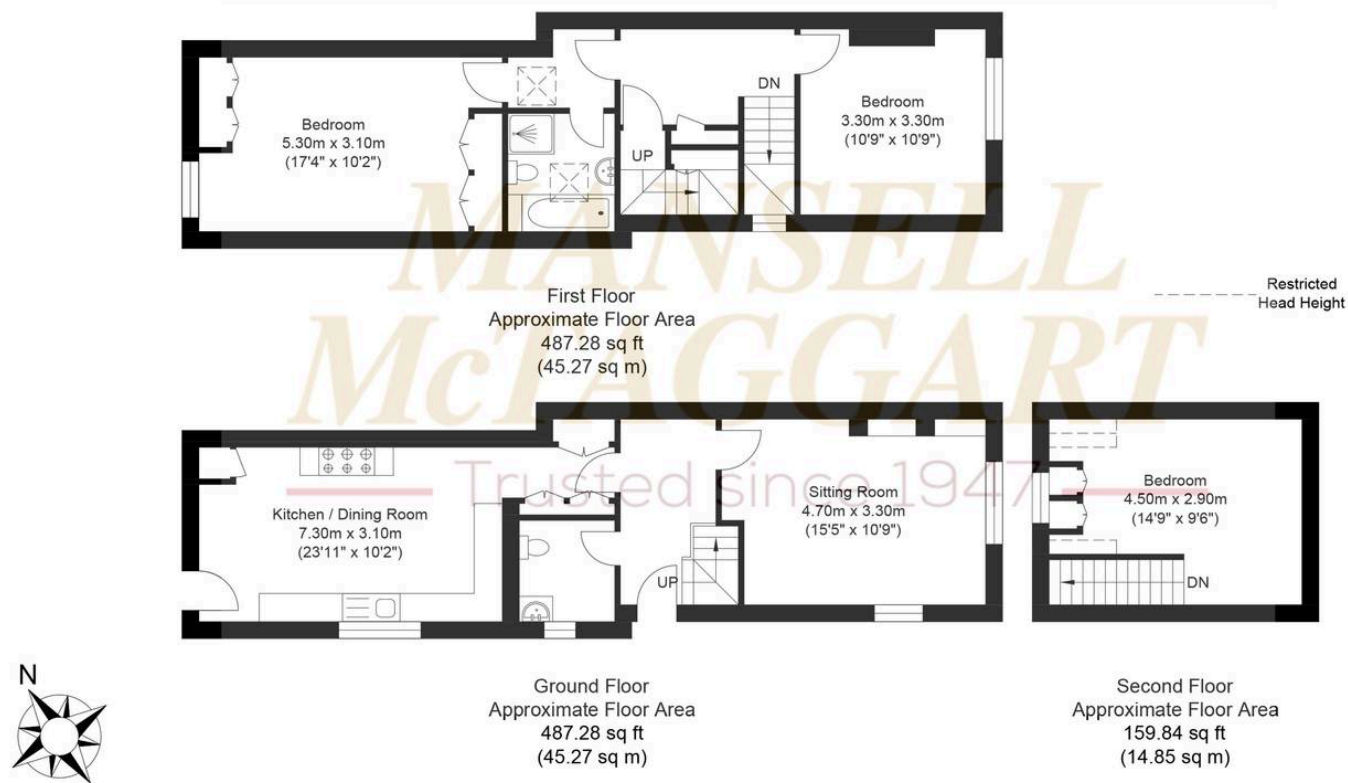 DN
Bedroom
5.30m x 3.10m
(17'4" x 10'2")
Bedroom
3.30m x 3.30m
(10'9" x 10'9")
UP
MANSELL
McTAGGART
Trusted since 1947
First Floor
Approximate Floor Area
487.28 sq ft
(45.27 sq m)
Restricted
Head Height
Kitchen / Dining Room
7.30m x 3.10m
(23'11" x 10'2")
UP
Sitting Room
4.70m x 3.30m
(15'5" x 10'9")
Bedroom
4.50m x 2.90m
(14'9" x 9'6")
DN
N
Ground Floor
Approximate Floor Area
487.28 sq ft
(45.27 sq m)
Second Floor
Approximate Floor Area
159.84 sq ft
(14.85 sq m)